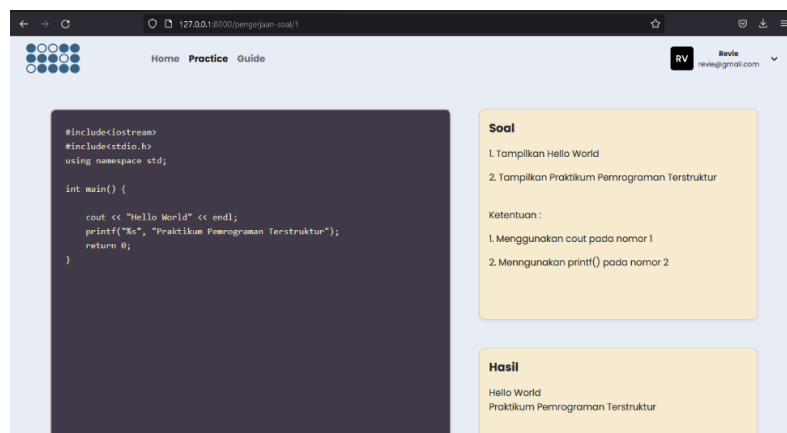 127.0.0.1:8000/pengerjaan-soal/1
Home Practice Guide
RV
Revie
revie@gmail.com
#include<iostream>
#include<stdio.h>
using namespace std;
int main() {
cout << "Hello World" << endl;
printf("%s", "Praktikum Pemrograman Terstruktur");
return 0;
}
Soal
1. Tampilkan Hello World
2. Tampilkan Praktikum Pemrograman Terstruktur
Ketentuan :
1. Menggunakan cout pada nomor 1
2. Menngunakan printf() pada nomor 2
Hasil
Hello World
Praktikum Pemrograman Terstruktur